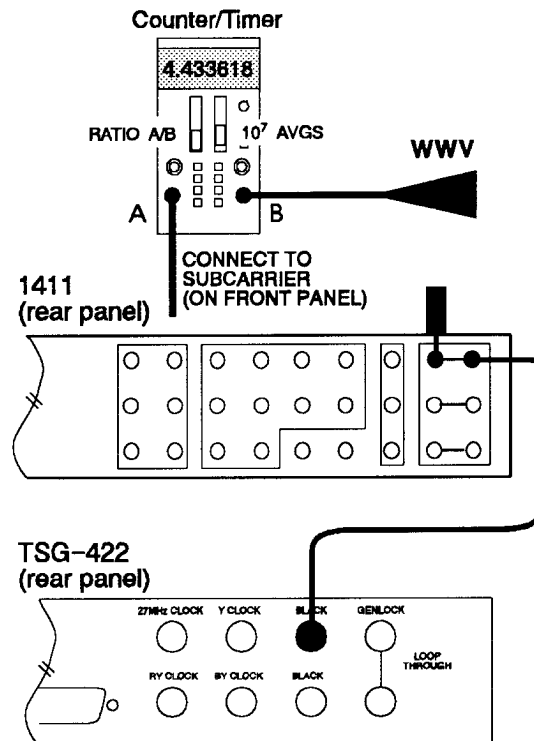 Counter/Timer
4.433618
RATIO A/B
10⁷ AVGS
WWV
A
B
CONNECT TO
SUBCARRIER
(ON FRONT PANEL)
1411
(rear panel)
TSG-422
(rear panel)
27MHz CLOCK
Y CLOCK
BLACK
GENLOCK
LOOP
THROUGH
RY CLOCK
BY CLOCK
BLACK